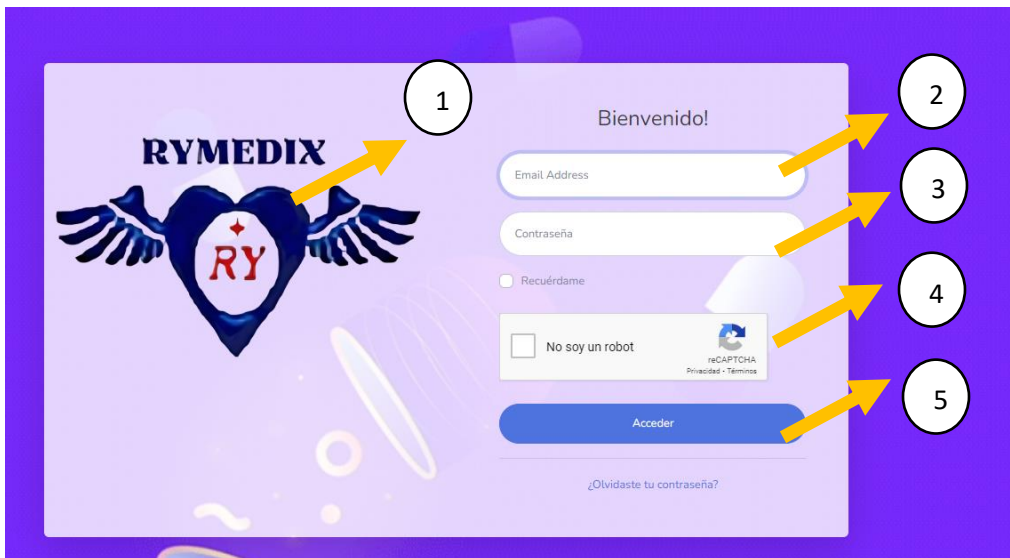 1
2
Bienvenido!
RYMEDIX
Email Address
3
Contraseña
RY
Recuérdame
4
No soy un robot
reCAPTCHA
Privacidad - Términos
5
Acceder
¿Olvidaste tu contraseña?